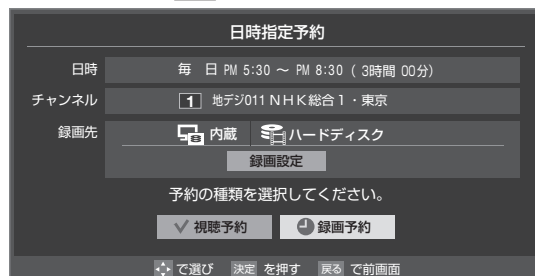 日時指定予約
日時 毎 日 PM 5:30 ～ PM 8:30 ( 3時間 00分)
チャンネル 1 地デジ011 NHK総合1・東京
録画先 内蔵 ハードディスク
録画設定
予約の種類を選択してください。
視聴予約 録画予約
で選び 決定 を押す 戻る で前画面